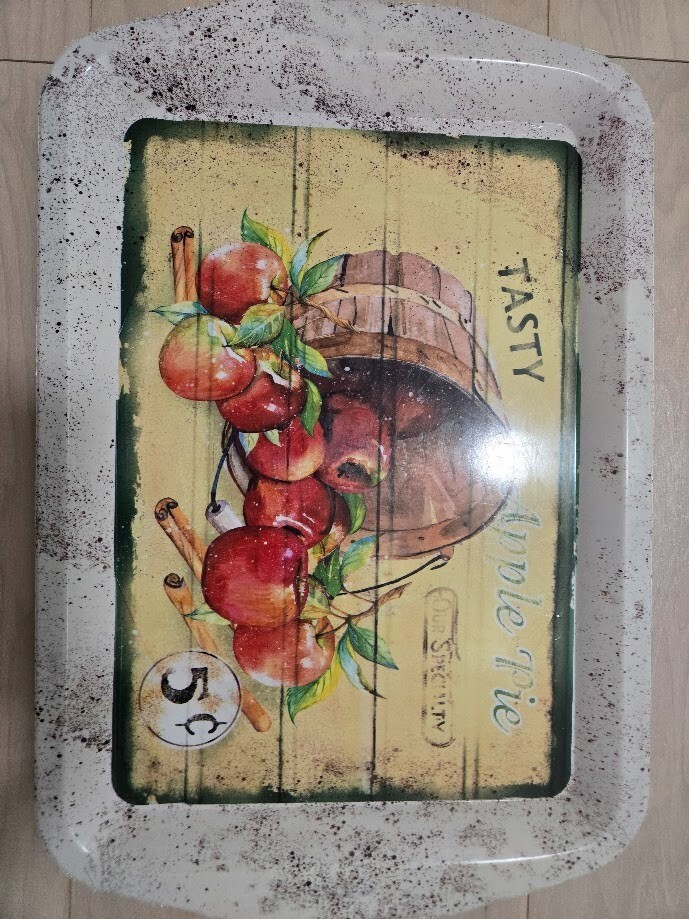 TASTY
Apple Pie
OUR SPECIALTY
5¢